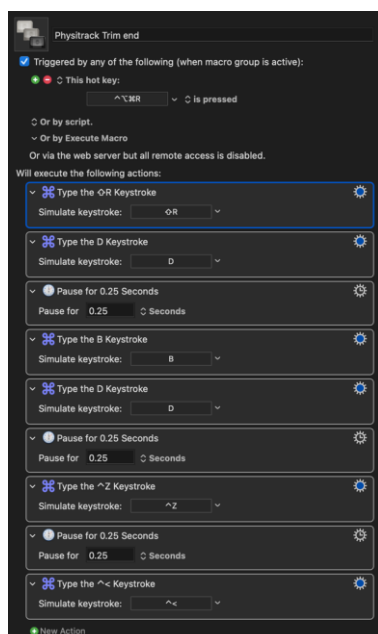 Physitrack Trim end
Triggered by any of the following (when macro group is active):
This hot key:
^⌥⌘R is pressed
Or by script.
Or by Execute Macro
Or via the web server but all remote access is disabled.
Will execute the following actions:
Type the ⇧R Keystroke
Simulate keystroke: ⇧R
Type the D Keystroke
Simulate keystroke: D
Pause for 0.25 Seconds
Pause for 0.25 Seconds
Type the B Keystroke
Simulate keystroke: B
Type the D Keystroke
Simulate keystroke: D
Pause for 0.25 Seconds
Pause for 0.25 Seconds
Type the ^Z Keystroke
Simulate keystroke: ^Z
Pause for 0.25 Seconds
Pause for 0.25 Seconds
Type the ^< Keystroke
Simulate keystroke: ^<
New Action